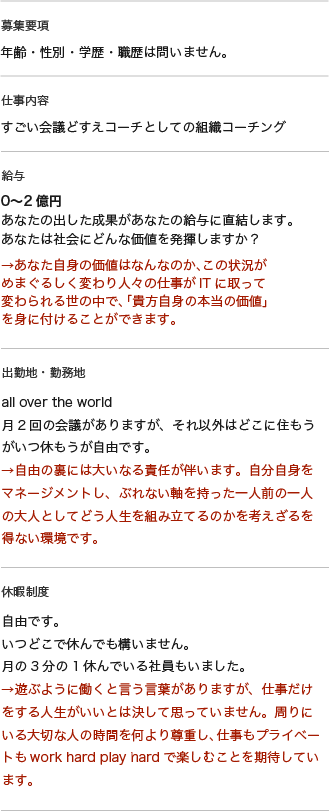 募集要項
年齢・性別・学歴・職歴は問いません。
仕事内容
すごい会議どすえコーチとしての組織コーチング
給与
0〜2億円
あなたの出した成果があなたの給与に直結します。
あなたは社会にどんな価値を発揮しますか？
→あなた自身の価値はなんなのか、この状況が
めまぐるしく変わり人々の仕事がITに取って
変わられる世の中で、「貴方自身の本当の価値」
を身に付けることができます。
出勤地・勤務地
all over the world
月2回の会議がありますが、それ以外はどこに住もう
がいつ休もうが自由です。
→自由の裏には大いなる責任が伴います。自分自身を
マネージメントし、ぶれない軸を持った一人前の一人
の大人としてどう人生を組み立てるのかを考えざるを
得ない環境です。
休暇制度
自由です。
いつどこで休んでも構いません。
月の3分の1休んでいる社員もいました。
→遊ぶように働くと言う言葉がありますが、仕事だけ
をする人生がいいとは決して思っていません。周りに
いる大切な人の時間を何より尊重し、仕事もプライベー
トもwork hard play hardで楽しむことを期待してい
ます。